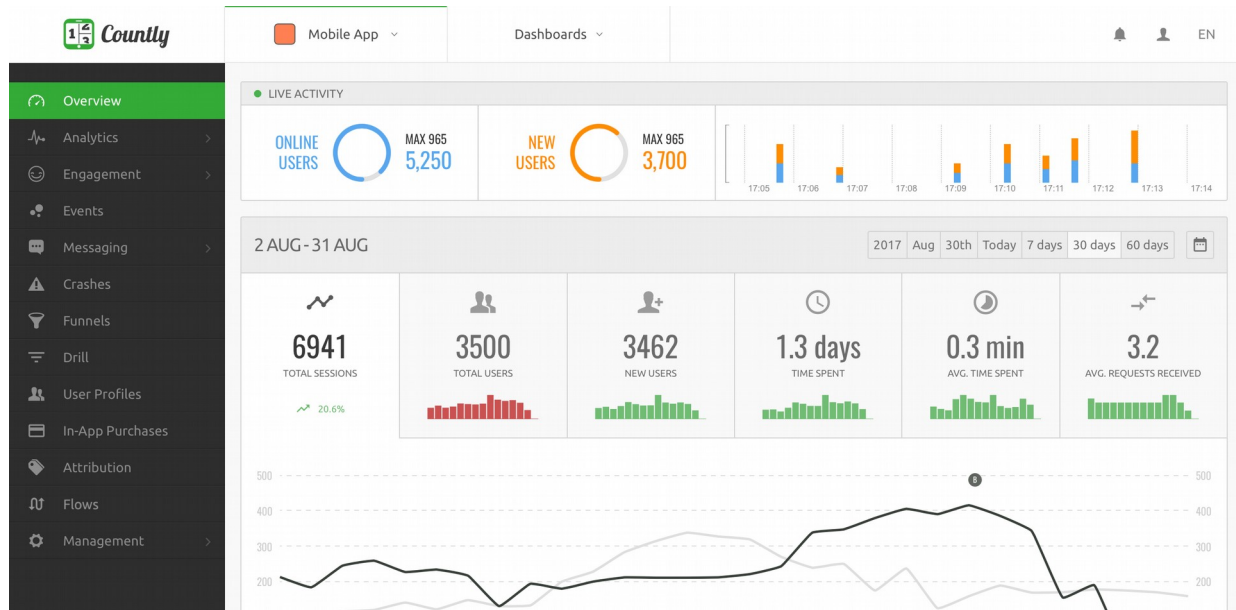 Countly
Mobile App
Dashboards
EN
Overview
Analytics
Engagement
Events
Messaging
Crashes
Funnels
Drill
User Profiles
In-App Purchases
Attribution
Flows
Management
LIVE ACTIVITY
ONLINE USERS
MAX 965
5,250
NEW USERS
MAX 965
3,700
17:05 17:06 17:07 17:08 17:09 17:10 17:11 17:12 17:13 17:14
2 AUG - 31 AUG
2017 Aug 30th Today 7 days 30 days 60 days
6941
TOTAL SESSIONS
20.6%
3500
TOTAL USERS
3462
NEW USERS
1.3 days
TIME SPENT
0.3 min
AVG. TIME SPENT
3.2
AVG. REQUESTS RECEIVED
500 500
400 400
300 300
200 200